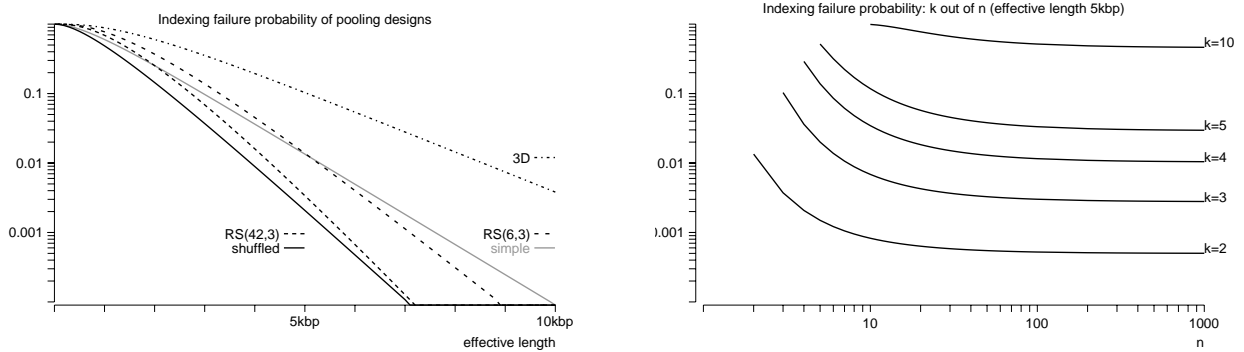 Indexing failure probability of pooling designs
0.1
0.01
0.001
3D
RS(42,3)
shuffled
RS(6,3)
simple
5kbp
10kbp
effective length
Indexing failure probability: k out of n (effective length 5kbp)
0.1
0.01
).001
k=10
k=5
k=4
k=3
k=2
10
100
1000
n